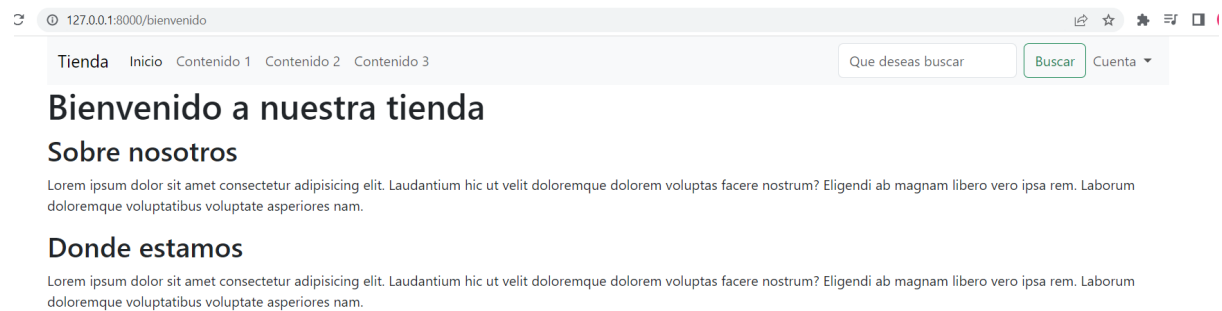 127.0.0.1:8000/bienvenido
Tienda Inicio Contenido 1 Contenido 2 Contenido 3 Que deseas buscar Buscar Cuenta
Bienvenido a nuestra tienda
Sobre nosotros
Lorem ipsum dolor sit amet consectetur adipisicing elit. Laudantium hic ut velit doloremque dolorem voluptas facere nostrum? Eligendi ab magnam libero vero ipsa rem. Laborum
doloremque voluptatibus voluptate asperiores nam.
Donde estamos
Lorem ipsum dolor sit amet consectetur adipisicing elit. Laudantium hic ut velit doloremque dolorem voluptas facere nostrum? Eligendi ab magnam libero vero ipsa rem. Laborum
doloremque voluptatibus voluptate asperiores nam.